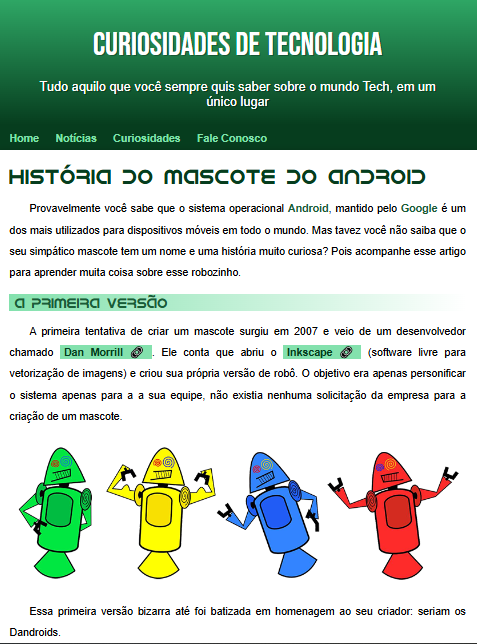 CURIOSIDADES DE TECNOLOGIA
Tudo aquilo que você sempre quis saber sobre o mundo Tech, em um
único lugar
Home Notícias Curiosidades Fale Conosco
História do Mascote do Android
Provavelmente você sabe que o sistema operacional Android, mantido pelo Google é um
dos mais utilizados para dispositivos móveis em todo o mundo. Mas tavez você não saiba que o
seu simpático mascote tem um nome e uma história muito curiosa? Pois acompanhe esse artigo
para aprender muita coisa sobre esse robozinho.
A primeira versão
A primeira tentativa de criar um mascote surgiu em 2007 e veio de um desenvolvedor
chamado Dan Morrill . Ele conta que abriu o Inkscape (software livre para
vetorização de imagens) e criou sua própria versão de robô. O objetivo era apenas personificar
o sistema apenas para a a sua equipe, não existia nenhuma solicitação da empresa para a
criação de um mascote.
Essa primeira versão bizarra até foi batizada em homenagem ao seu criador: seriam os
Dandroids.